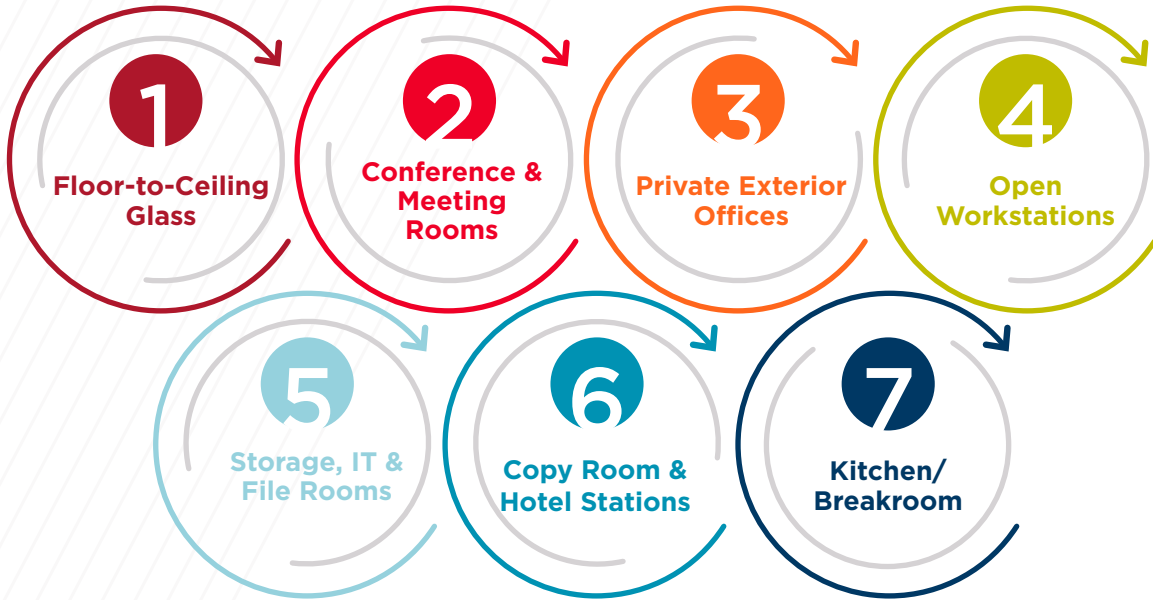 1
Floor-to-Ceiling
Glass
2
Conference &
Meeting
Rooms
3
Private Exterior
Offices
4
Open
Workstations
5
Storage, IT &
File Rooms
6
Copy Room &
Hotel Stations
7
Kitchen/
Breakroom